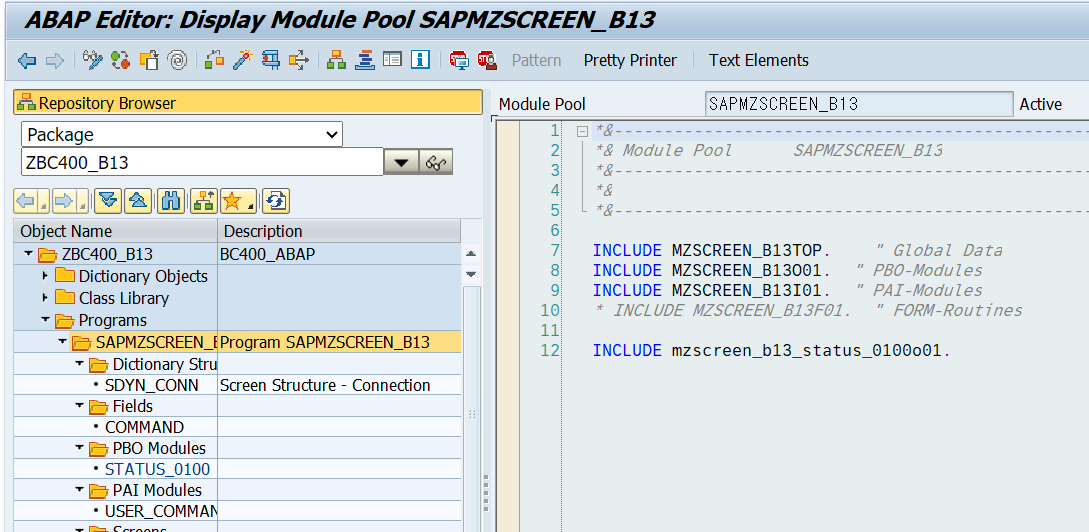 ABAP Editor: Display Module Pool SAPMZSCREEN_B13
Pattern Pretty Printer Text Elements
Repository Browser
Package
ZBC400_B13
Object Name Description
ZBC400_B13 BC400_ABAP
Dictionary Objects
Class Library
Programs
SAPMZSCREEN_B Program SAPMZSCREEN_B13
Dictionary Stru
SDYN_CONN Screen Structure - Connection
Fields
COMMAND
PBO Modules
STATUS_0100
PAI Modules
USER_COMMAN
Screens
Module Pool SAPMZSCREEN_B13 Active
1 *&---------------------------------------------------------------------
2 *& Module Pool SAPMZSCREEN_B13
3 *&---------------------------------------------------------------------
4 *&
5 *&---------------------------------------------------------------------
6
7 INCLUDE MZSCREEN_B13TOP. " Global Data
8 INCLUDE MZSCREEN_B13O01. " PBO-Modules
9 INCLUDE MZSCREEN_B13I01. " PAI-Modules
10 * INCLUDE MZSCREEN_B13F01. " FORM-Routines
11
12 INCLUDE mzscreen_b13_status_0100o01.